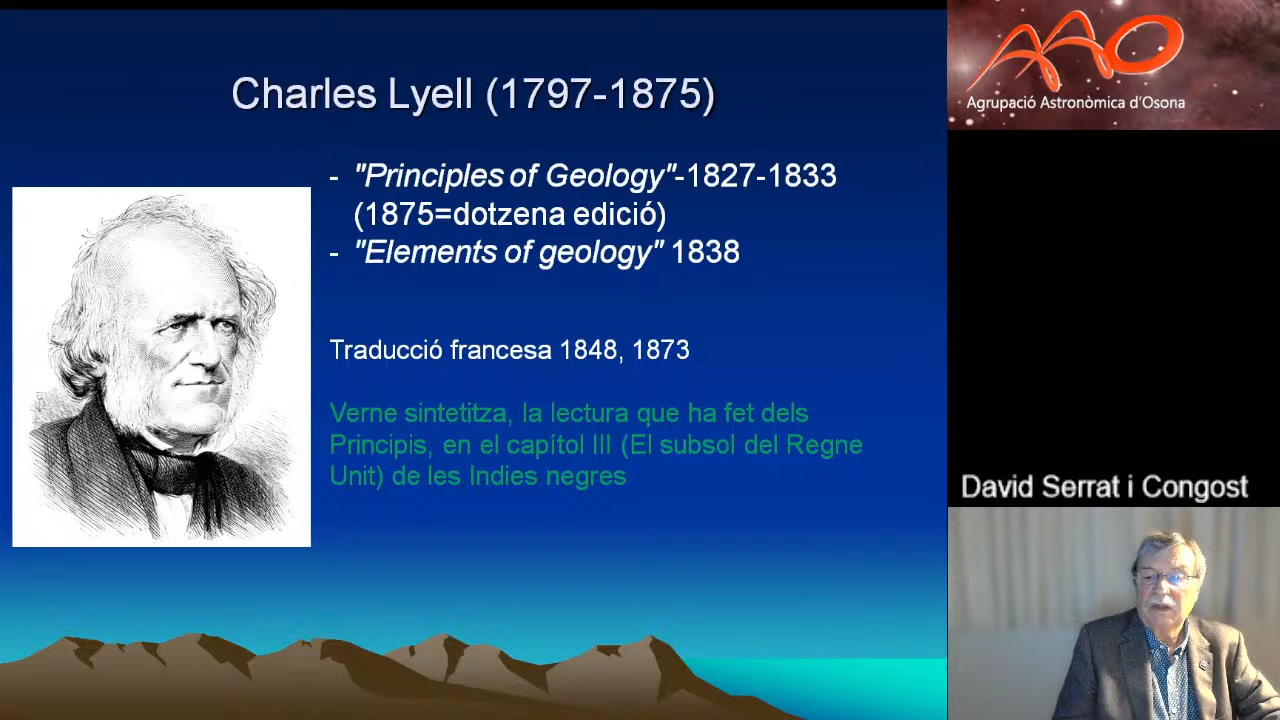 Charles Lyell (1797-1875)
- "Principles of Geology"-1827-1833
(1875=dotzena edició)
- "Elements of geology" 1838
Traducció francesa 1848, 1873
Verne sintetitza, la lectura que ha fet dels
Principis, en el capítol III (El subsol del Regne
Unit) de les Indies negres
AAO
Agrupació Astronòmica d'Osona
David Serrat i Congost